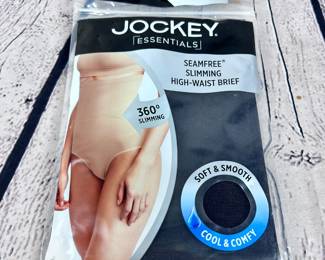 JOCKEY®
ESSENTIALS
SEAMFREE®
SLIMMING
HIGH-WAIST BRIEF
360°
SLIMMING
SOFT & SMOOTH
COOL & COMFY